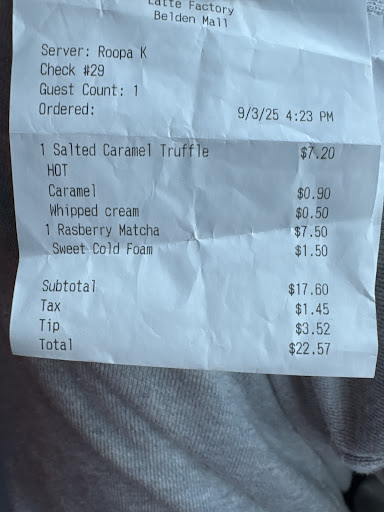 Latte Factory
Belden Mall
Server: Roopa K
Check #29
Guest Count: 1
Ordered: 9/3/25 4:23 PM
1 Salted Caramel Truffle $7.20
HOT
Caramel $0.90
Whipped cream $0.50
1 Rasberry Matcha $7.50
Sweet Cold Foam $1.50
Subtotal $17.60
Tax $1.45
Tip $3.52
Total $22.57